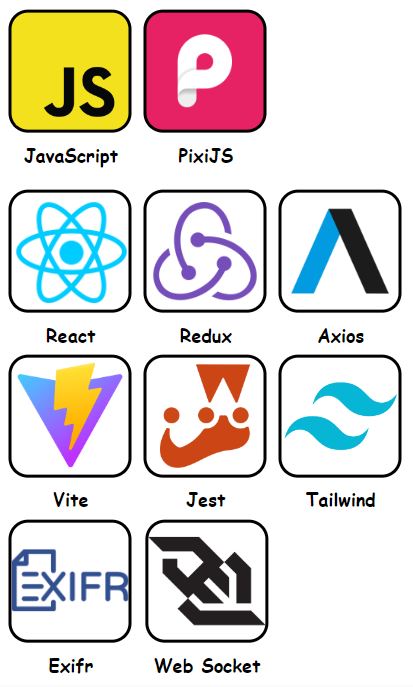 JS
JavaScript PixiJS
React Redux Axios
Vite Jest Tailwind
EXIFR
Exifr Web Socket